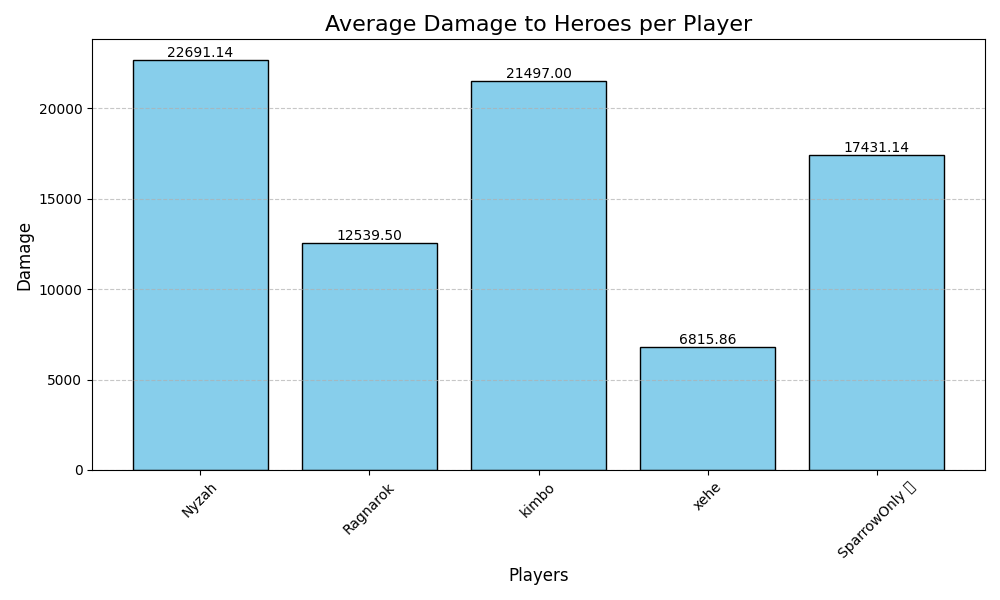 Average Damage to Heroes per Player
22691.14
21497.00
20000
17431.14
15000
12539.50
Damage
10000
6815.86
5000
0
Nyzah
Ragnarok
kimbo
xehe
SparrowOnly
Players